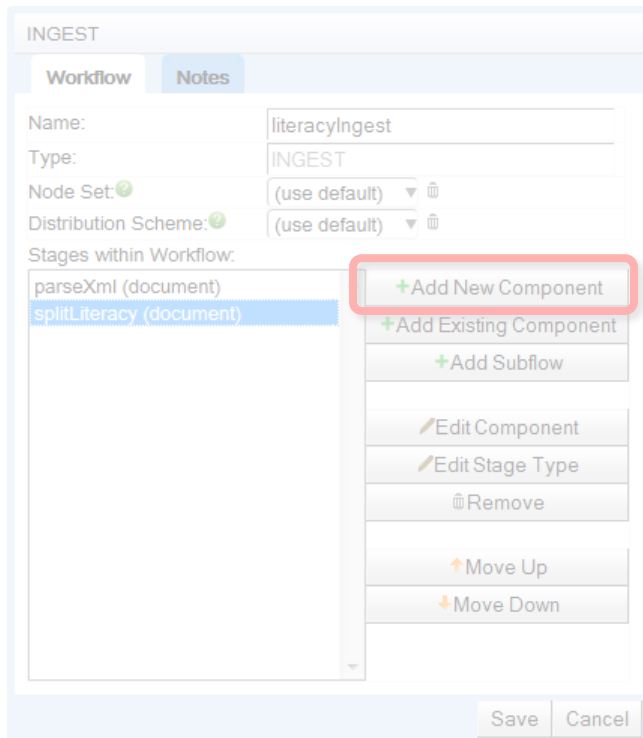 INGEST
Workflow Notes
Name: literacyIngest
Type: INGEST
Node Set: (use default)
Distribution Scheme: (use default)
Stages within Workflow:
parseXml (document)
splitLiteracy (document)
+Add New Component
+Add Existing Component
+Add Subflow
Edit Component
Edit Stage Type
Remove
Move Up
Move Down
Save Cancel